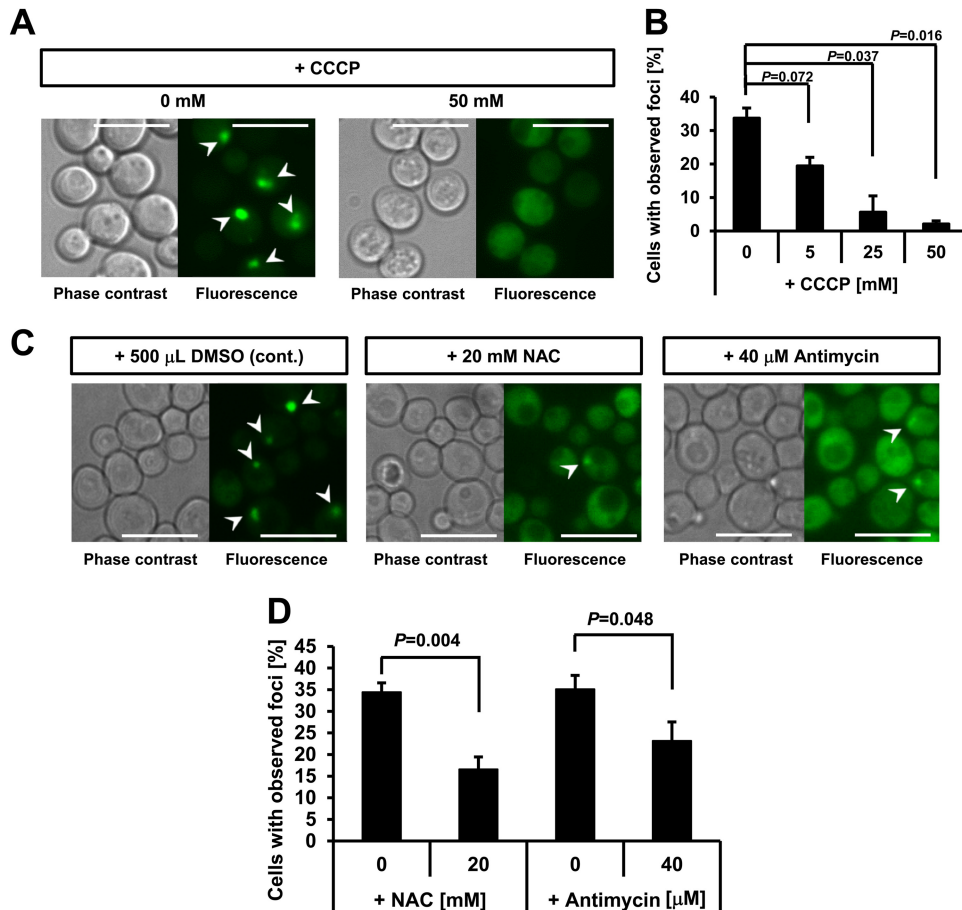 A
+ CCCP
0 mM 50 mM
Phase contrast Fluorescence Phase contrast Fluorescence
B
Cells with observed foci [%]
P=0.016
P=0.037
P=0.072
40
30
20
10
0
0 5 25 50
+ CCCP [mM]
C
+ 500 μL DMSO (cont.) + 20 mM NAC + 40 μM Antimycin
Phase contrast Fluorescence Phase contrast Fluorescence Phase contrast Fluorescence
D
Cells with observed foci [%]
P=0.004 P=0.048
45
40
35
30
25
20
15
10
5
0
0 20 0 40
+ NAC [mM] + Antimycin [μM]